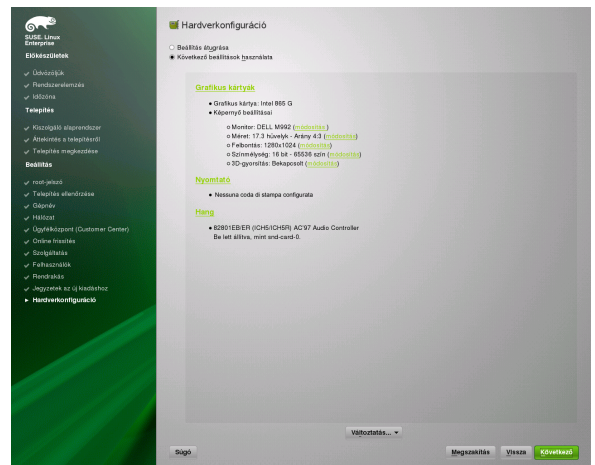 SUSE. Linux
Enterprise
Előkészületek
Üdvözöljük
Rendszerelemzés
Időzóna
Telepítés
Kiszolgáló alaprendszer
Áttekintés a telepítésről
Telepítés megkezdése
Beállítás
root-jelszó
Telepítés ellenőrzése
Gépnév
Hálózat
Ügyfélközpont (Customer Center)
Online frissítés
Szolgáltatás
Felhasználók
Rendrakás
Jegyzetek az új kiadáshoz
Hardverkonfiguráció
Hardverkonfiguráció
Beállítás átugrása
Következő beállítások használata
Grafikus kártyák
Grafikus kártya: Intel 865 G
Képernyő beállításai
Monitor: DELL M992 (módosítás)
Méret: 17.3 hüvelyk - Arány 4:3 (módosítás)
Felbontás: 1280x1024 (módosítás)
Színmélység: 16 bit - 65536 szín (módosítás)
3D-gyorsítás: Bekapcsolt (módosítás)
Nyomtató
Nessuna coda di stampa configurata
Hang
82801EB/ER (ICH5/ICH5R) AC'97 Audio Controller
Be lett állítva, mint snd-card-0.
Változtatás...
Súgó
Megszakítás
Vissza
Következő